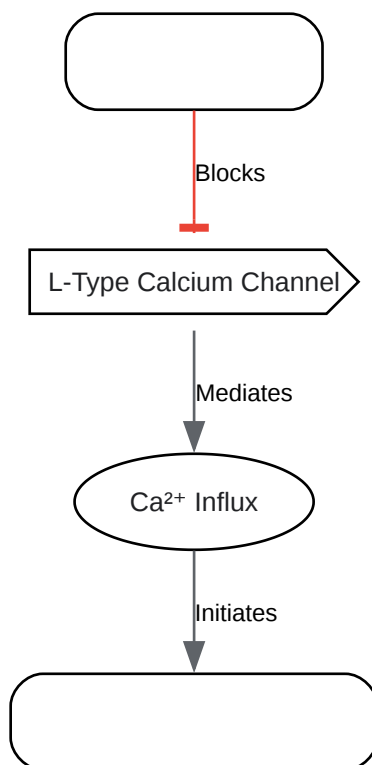 Blocks
L-Type Calcium Channel
Mediates
Ca²⁺ Influx
Initiates